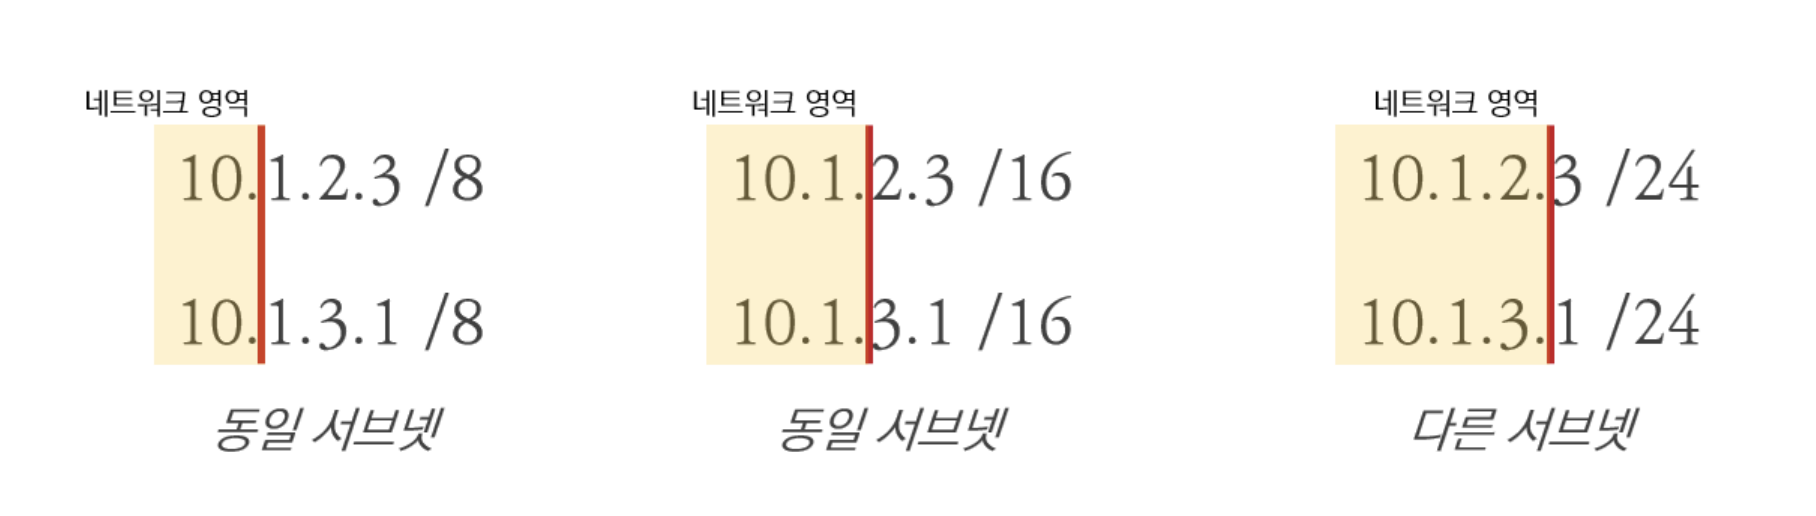 네트워크 영역
10.1.2.3 /8
10.1.3.1 /8
동일 서브넷
네트워크 영역
10.1.2.3 /16
10.1.3.1 /16
동일 서브넷
네트워크 영역
10.1.2.3 /24
10.1.3.1 /24
다른 서브넷